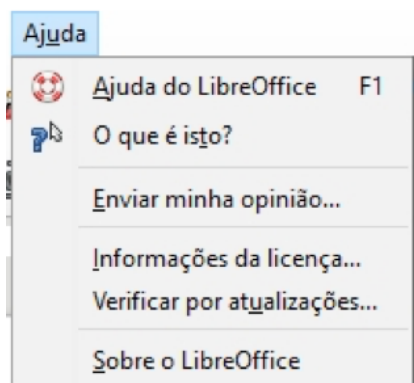 Ajuda
Ajuda do LibreOffice F1
O que é isto?
Enviar minha opinião...
Informações da licença...
Verificar por atualizações...
Sobre o LibreOffice